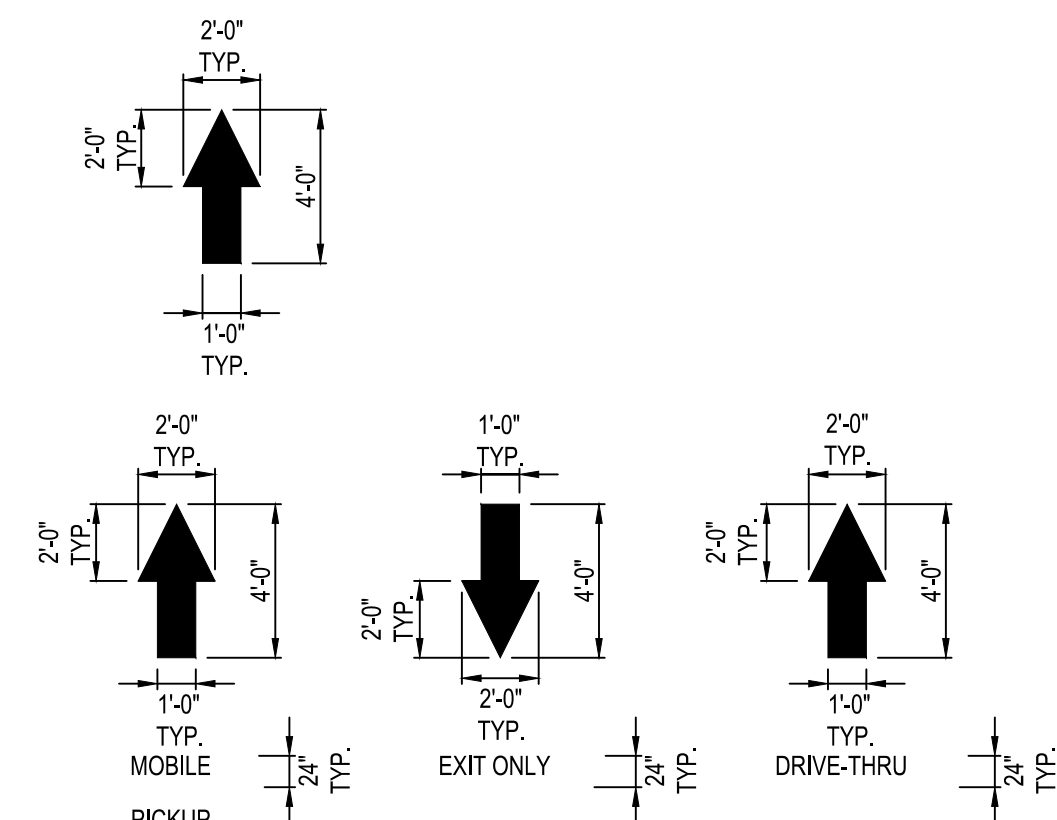 2'-0"
TYP.
2'-0"
TYP.
4'-0"
1'-0"
TYP.
2'-0"
TYP.
2'-0"
TYP.
4'-0"
1'-0"
TYP.
MOBILE
24"
TYP.
PICKUP
1'-0"
TYP.
2'-0"
TYP.
4'-0"
2'-0"
TYP.
EXIT ONLY
24"
TYP.
2'-0"
TYP.
2'-0"
TYP.
4'-0"
1'-0"
TYP.
DRIVE-THRU
24"
TYP.